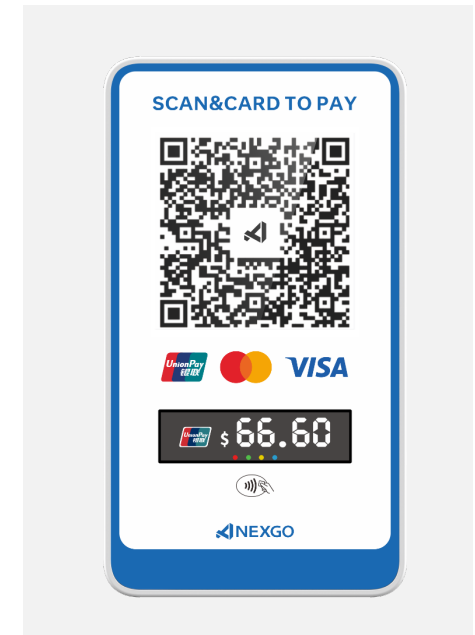 SCAN&CARD TO PAY
UnionPay
银联
VISA
UnionPay
银联
$ 66.60
NEXGO